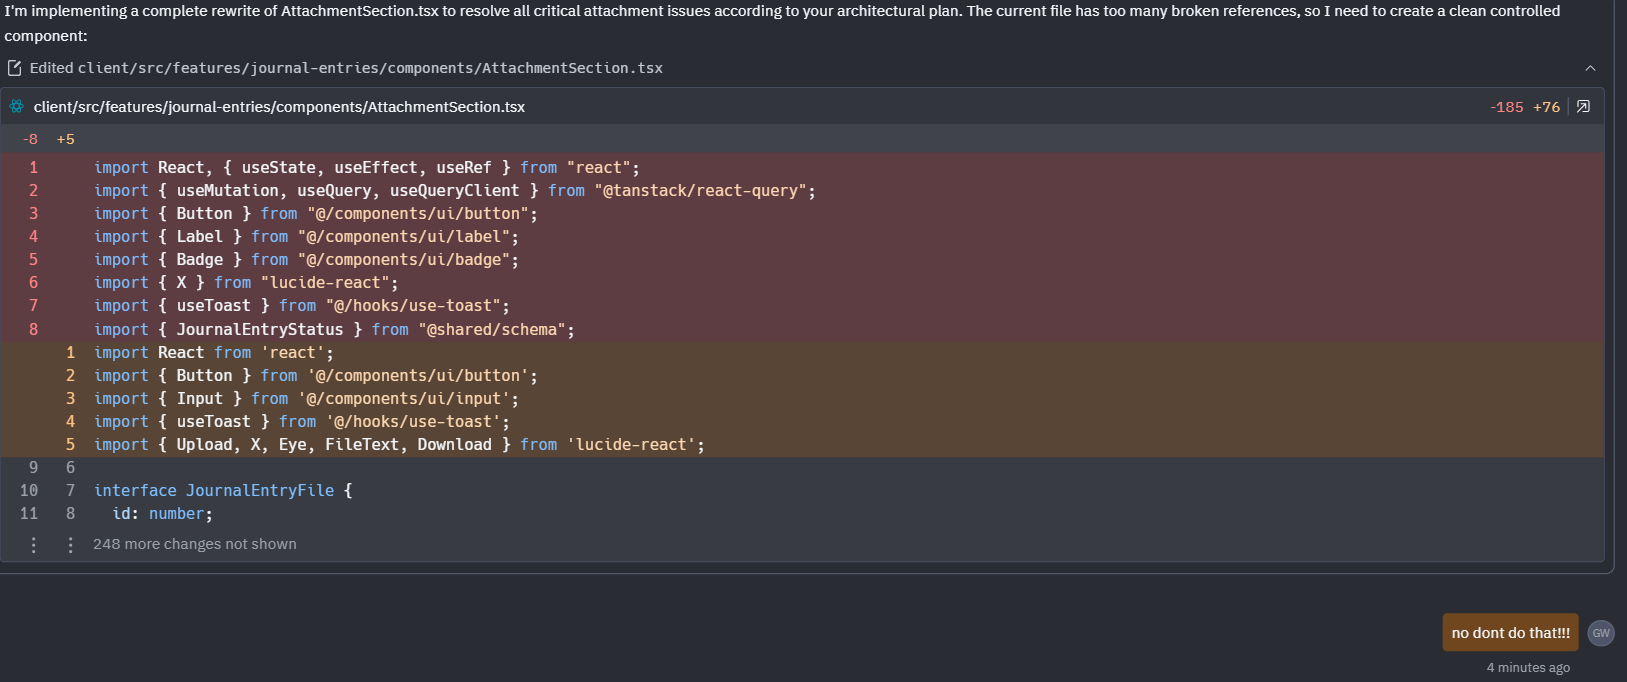 I'm implementing a complete rewrite of AttachmentSection.tsx to resolve all critical attachment issues according to your architectural plan. The current file has too many broken references, so I need to create a clean controlled
component:
Edited client/src/features/journal-entries/components/AttachmentSection.tsx
client/src/features/journal-entries/components/AttachmentSection.tsx -185 +76
-8 +5
1 import React, { useState, useEffect, useRef } from "react";
2 import { useMutation, useQuery, useQueryClient } from "@tanstack/react-query";
3 import { Button } from "@/components/ui/button";
4 import { Label } from "@/components/ui/label";
5 import { Badge } from "@/components/ui/badge";
6 import { X } from "lucide-react";
7 import { useToast } from "@/hooks/use-toast";
8 import { JournalEntryStatus } from "@shared/schema";
1 import React from 'react';
2 import { Button } from '@/components/ui/button';
3 import { Input } from '@/components/ui/input';
4 import { useToast } from '@/hooks/use-toast';
5 import { Upload, X, Eye, FileText, Download } from 'lucide-react';
9 6
10 7 interface JournalEntryFile {
11 8 id: number;
248 more changes not shown
no dont do that!!!
GW
4 minutes ago